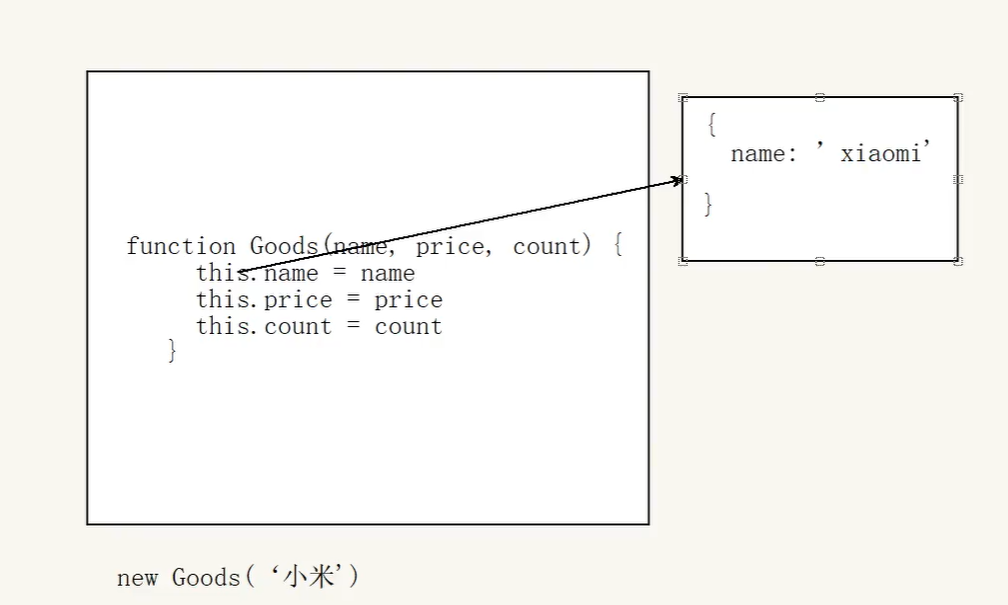 {
name: ’ xiaomi’
}
function Goods(name, price, count) {
this.name = name
this.price = price
this.count = count
}
new Goods( ‘小米’)